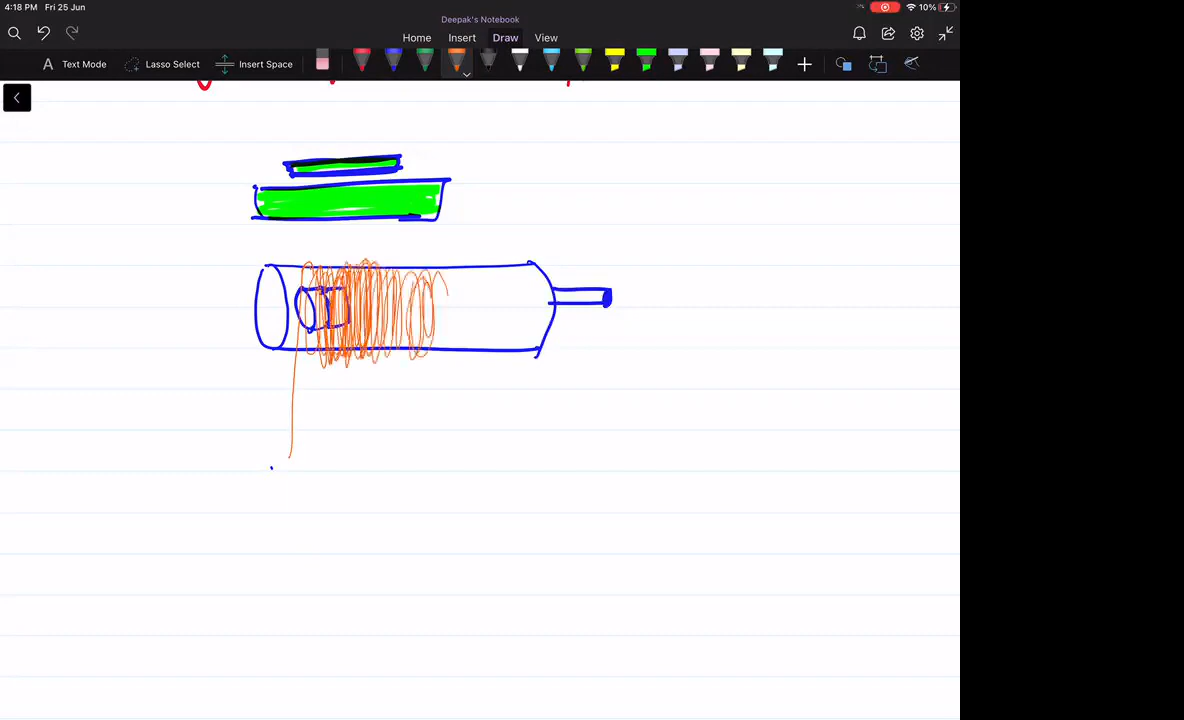 4:18 PM Fri 25 Jun
10%
Deepak's Notebook
Home Insert Draw View
Text Mode Lasso Select Insert Space